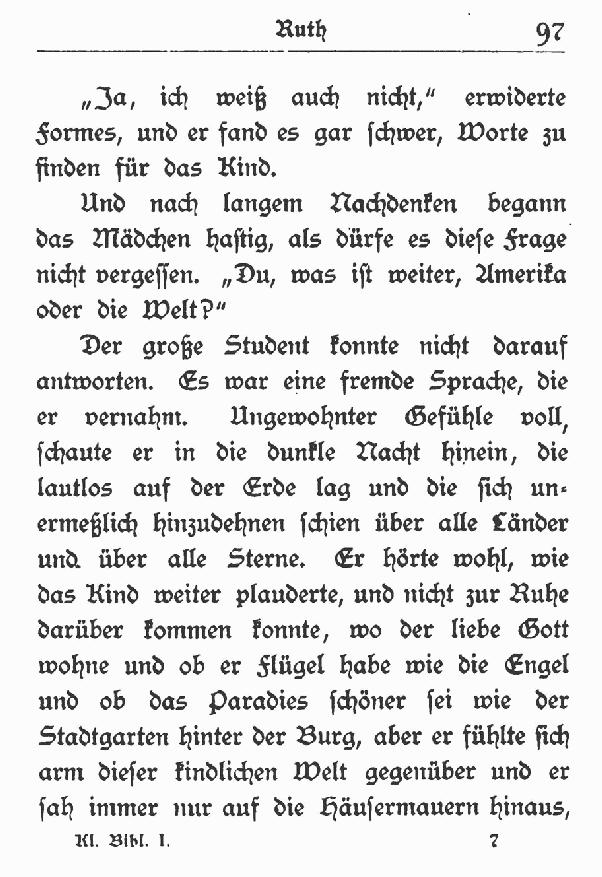 Ruth 97
„Ja, ich weiß auch nicht,“ erwiderte
Formes, und er fand es gar schwer, Worte zu
finden für das Kind.
Und nach langem Nachdenken begann
das Mädchen hastig, als dürfe es diese Frage
nicht vergessen. „Du, was ist weiter, Amerika
oder die Welt?“
Der große Student konnte nicht darauf
antworten. Es war eine fremde Sprache, die
er vernahm. Ungewohnter Gefühle voll,
schaute er in die dunkle Nacht hinein, die
lautlos auf der Erde lag und die sich un-
ermeßlich hinzudehnen schien über alle Länder
und über alle Sterne. Er hörte wohl, wie
das Kind weiter plauderte, und nicht zur Ruhe
darüber kommen konnte, wo der liebe Gott
wohne und ob er Flügel habe wie die Engel
und ob das Paradies schöner sei wie der
Stadtgarten hinter der Burg, aber er fühlte sich
arm dieser kindlichen Welt gegenüber und er
sah immer nur auf die Häusermauern hinaus,
Kl. Bibl. I. 7